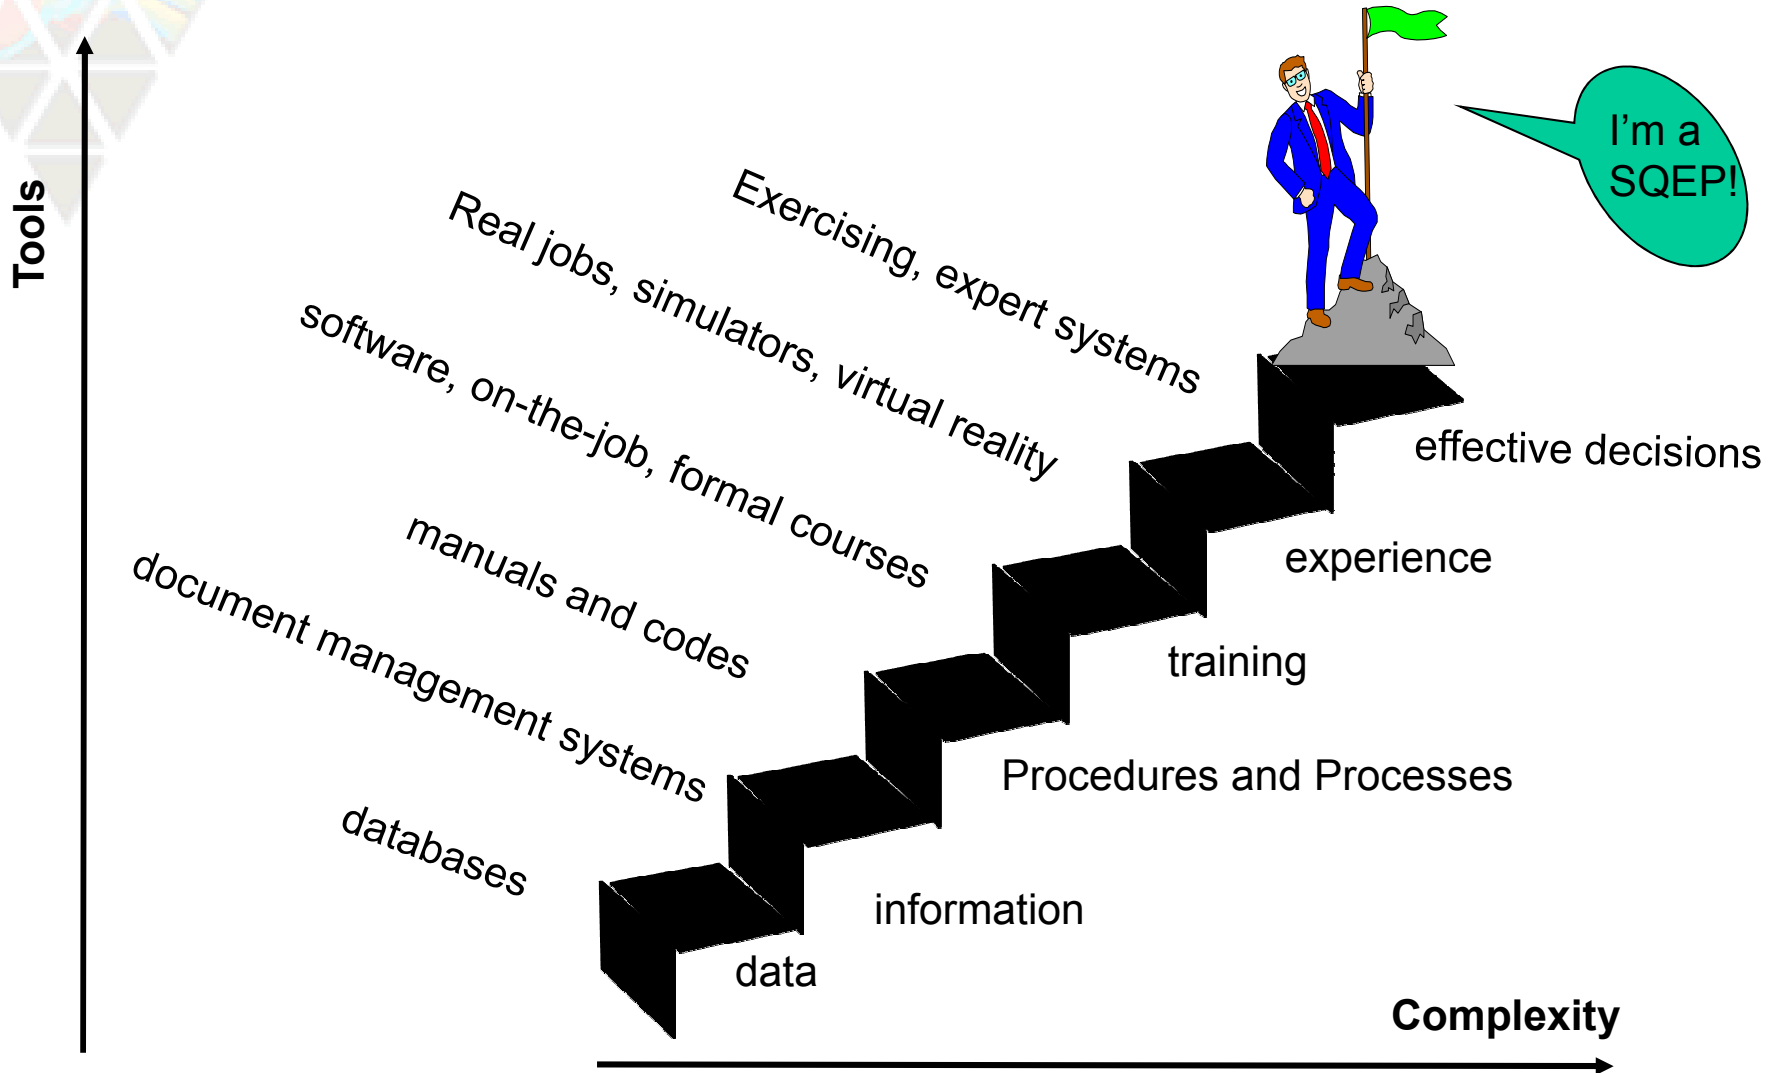 I'm a
SQEP!
Tools
Exercising, expert systems
Real jobs, simulators, virtual reality
software, on-the-job, formal courses
manuals and codes
document management systems
databases
effective decisions
experience
training
Procedures and Processes
information
data
Complexity